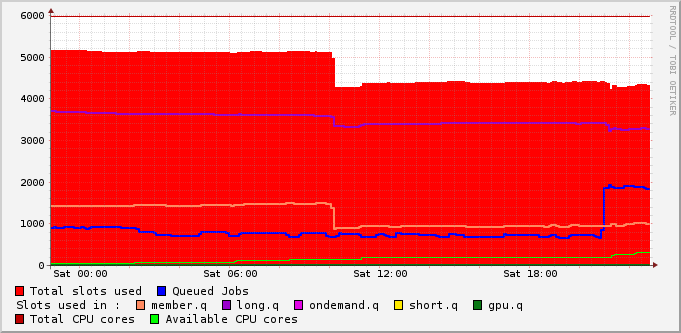 6000
5000
4000
3000
2000
1000
0
Sat 00:00 Sat 06:00 Sat 12:00 Sat 18:00
Total slots used Queued Jobs
Slots used in : member.q long.q ondemand.q short.q gpu.q
Total CPU cores Available CPU cores
RRDTOOL / TOBI OETIKER